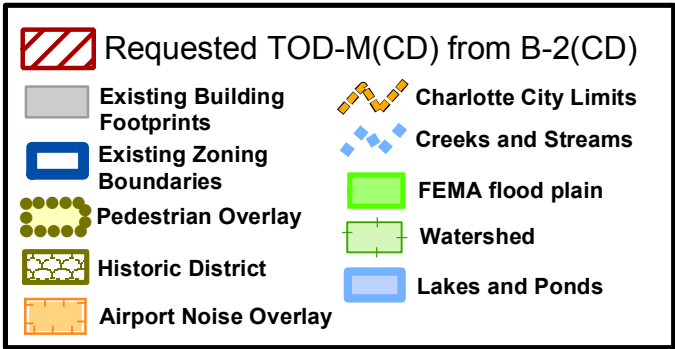 Requested TOD-M(CD) from B-2(CD)
Existing Building
Footprints
Existing Zoning
Boundaries
Pedestrian Overlay
Historic District
Airport Noise Overlay
Charlotte City Limits
Creeks and Streams
FEMA flood plain
Watershed
Lakes and Ponds